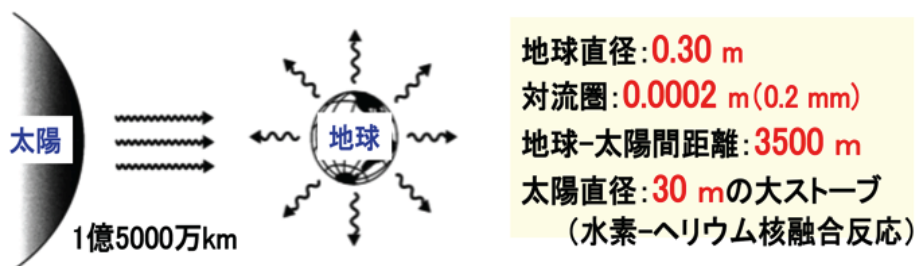 太陽
地球
1億5000万km
地球直径:0.30 m
対流圏:0.0002 m(0.2 mm)
地球-太陽間距離:3500 m
太陽直径:30 mの大ストーブ
(水素-ヘリウム核融合反応)